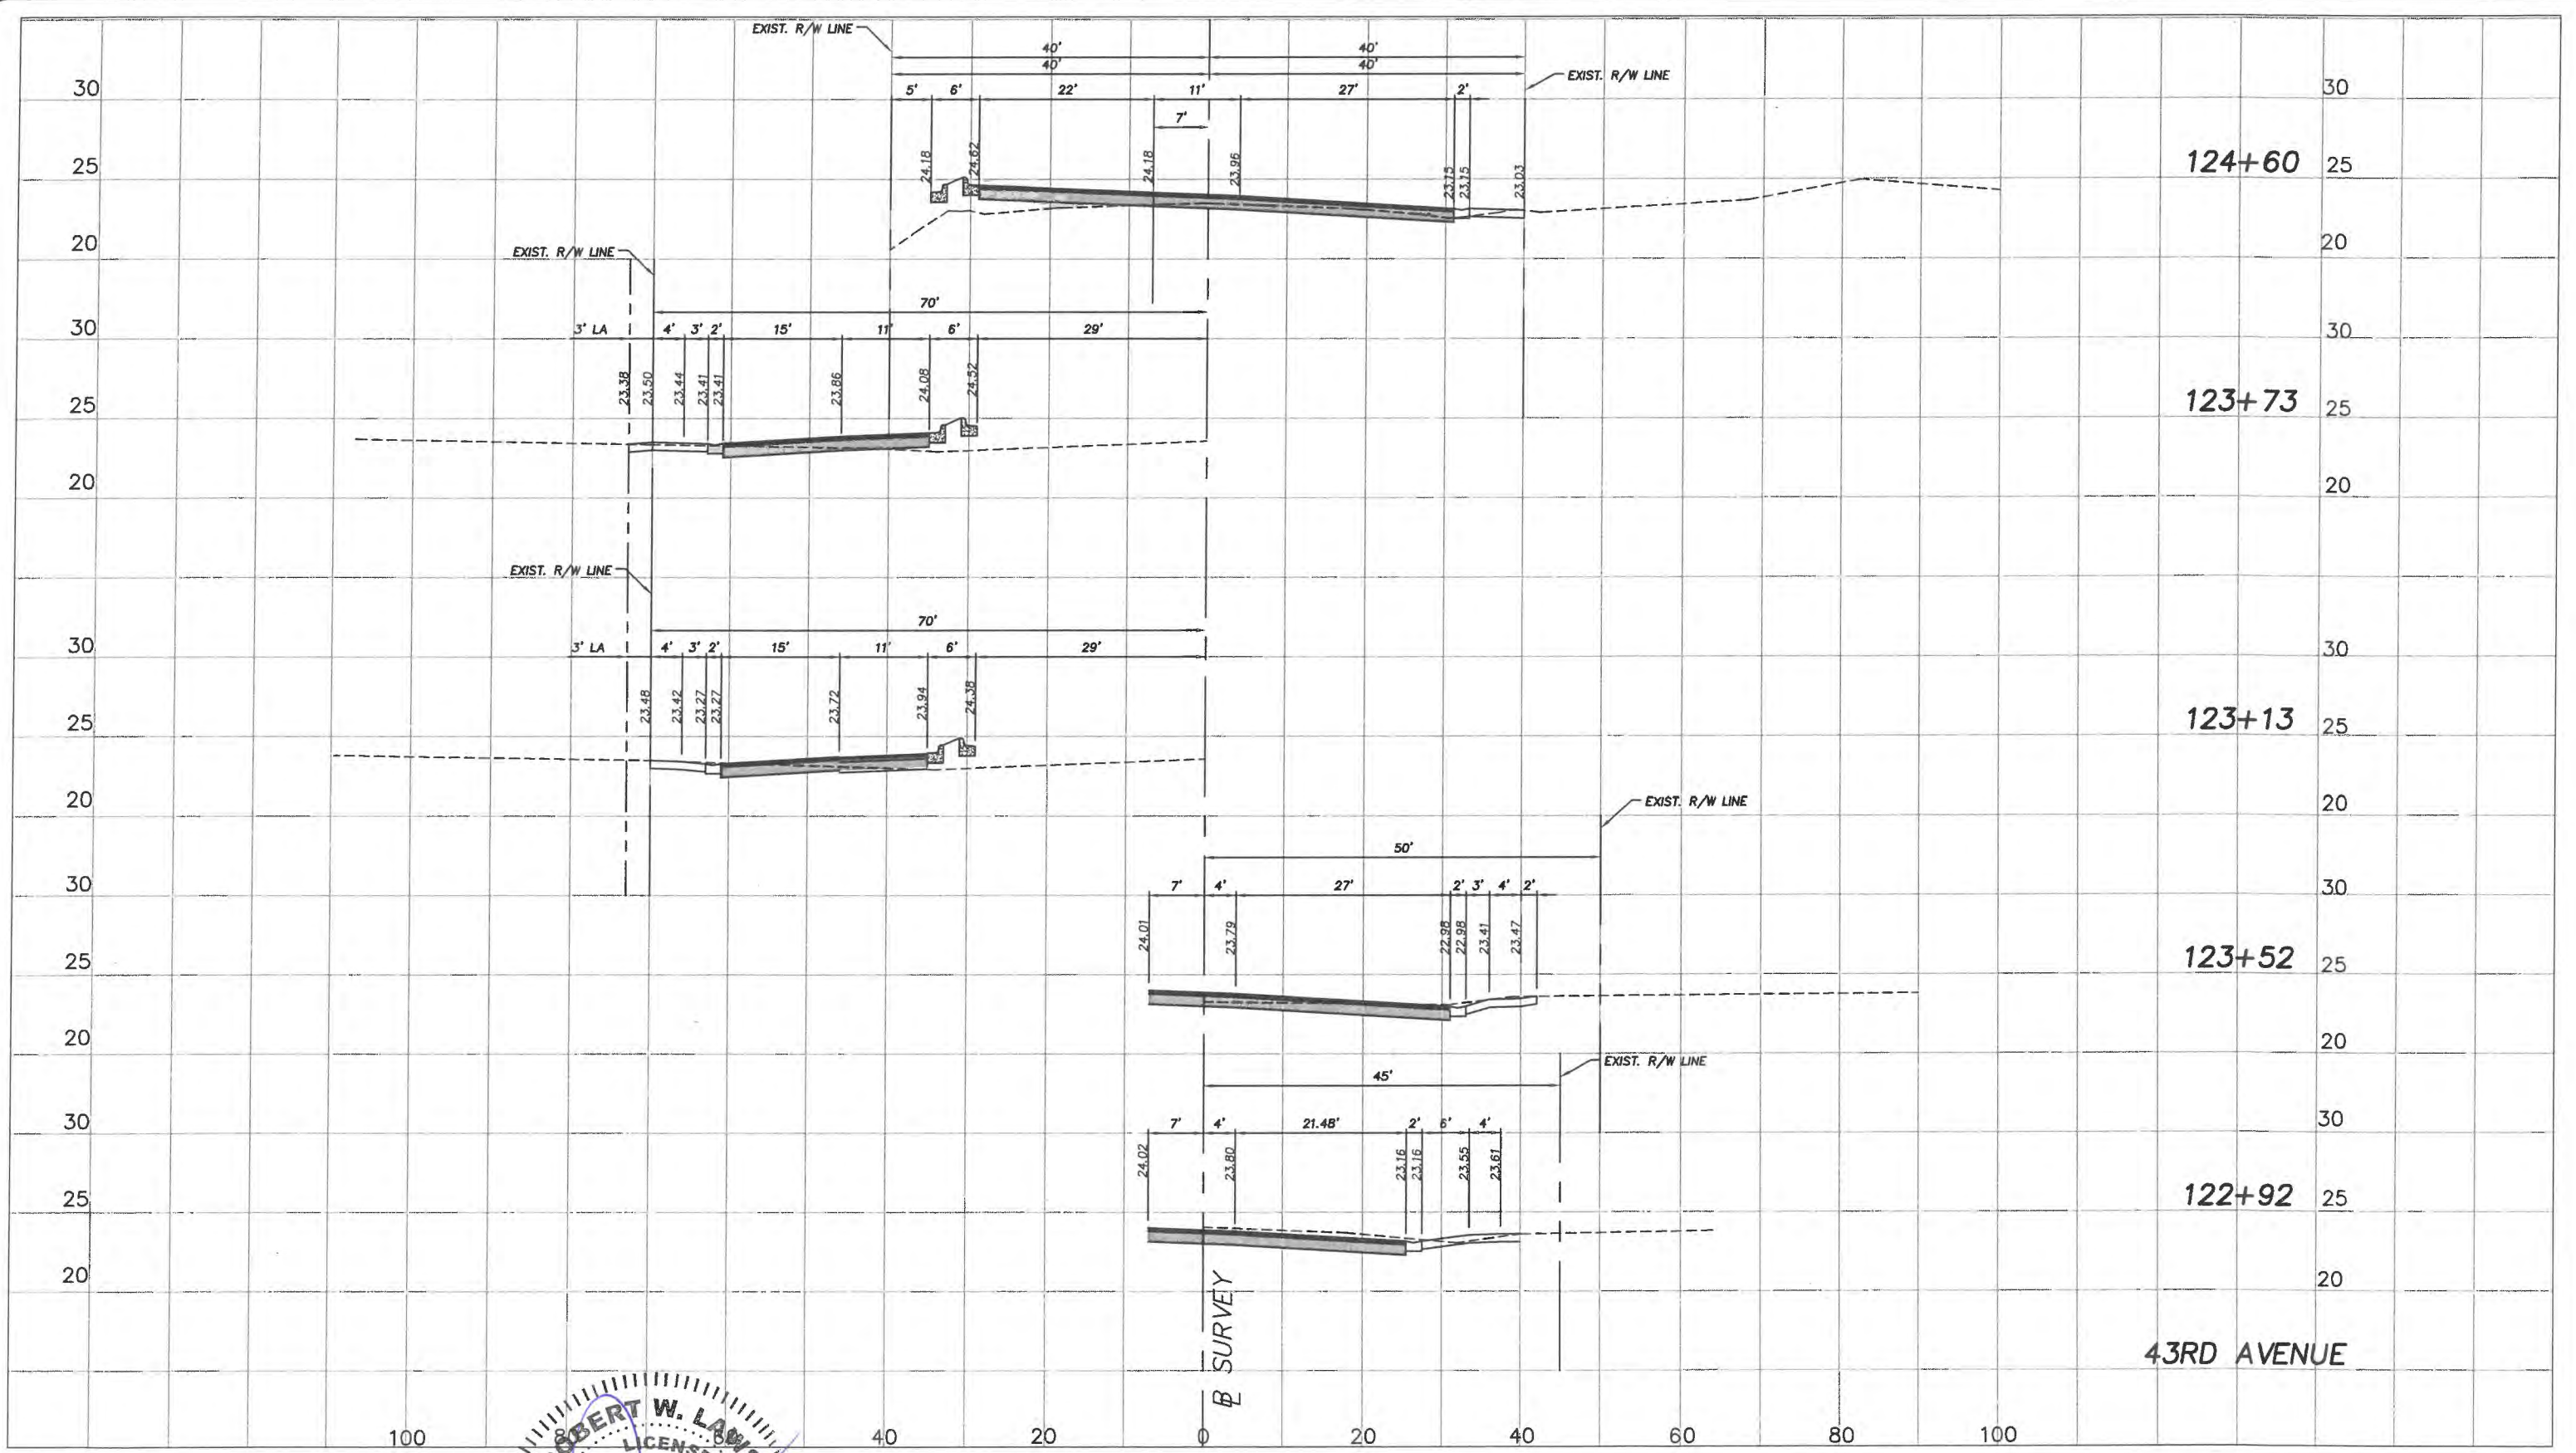 EXIST. R/W LINE
40' 40'
40' 40'
EXIST. R/W LINE
5' 6' 22' 11' 27' 2'
30 30
7'
24.18 24.62 24.18 23.96 23.15 23.15 23.03
25 124+60 25
20 20
EXIST. R/W LINE
70'
3' LA 4' 3' 2' 15' 11' 6' 29'
30 30
23.38 23.50 23.44 23.41 23.41 23.86 24.08 24.52
25 123+73 25
20 20
EXIST. R/W LINE
70'
3' LA 4' 3' 2' 15' 11' 6' 29'
30 30
23.48 23.42 23.27 23.27 23.72 23.94 24.38
25 123+13 25
20 20
EXIST. R/W LINE
50'
7' 4' 27' 2' 3' 4' 2'
30 30
24.01 23.79 22.98 22.98 23.41 23.47
25 123+52 25
20 20
EXIST. R/W LINE
45'
7' 4' 21.48' 2' 6' 4'
30 30
24.02 23.80 23.16 23.16 23.55 23.61
25 122+92 25
20 20
SURVEY
43RD AVENUE
W.
100 40 20 0 20 40 60 80 100